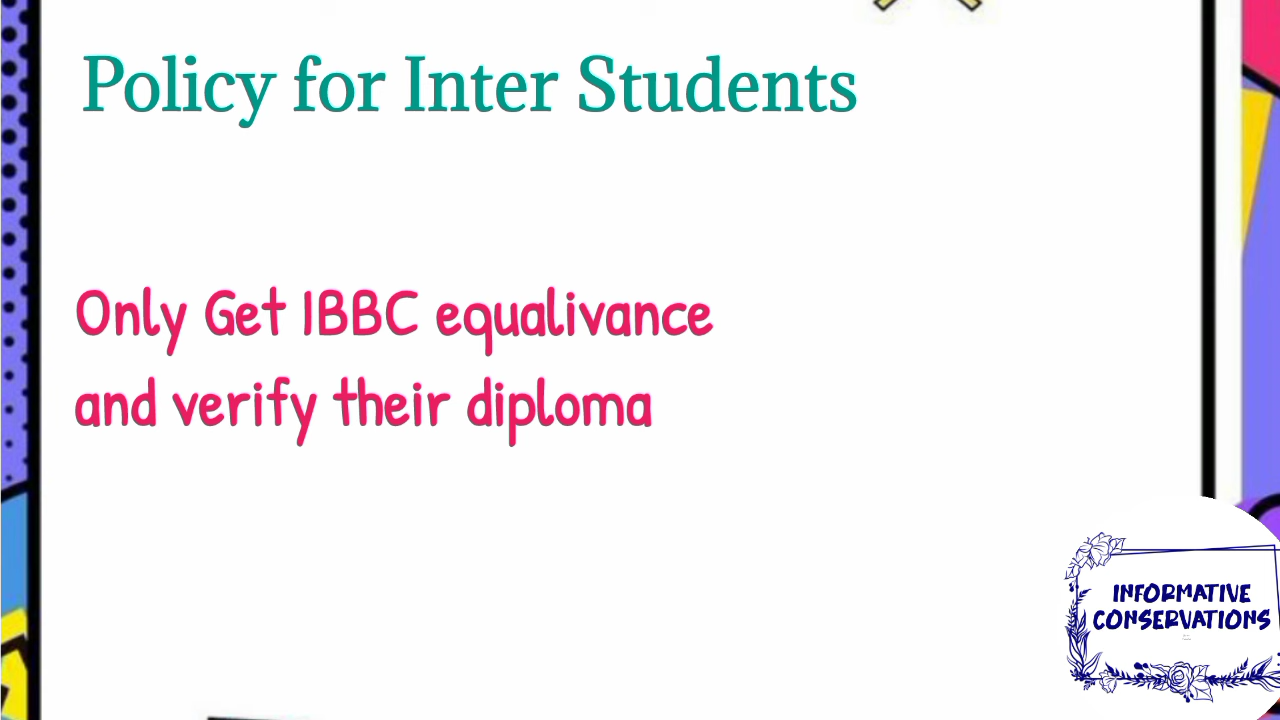 Policy for Inter Students
Only Get IBBC equalivance
and verify their diploma
INFORMATIVE
CONSERVATIONS